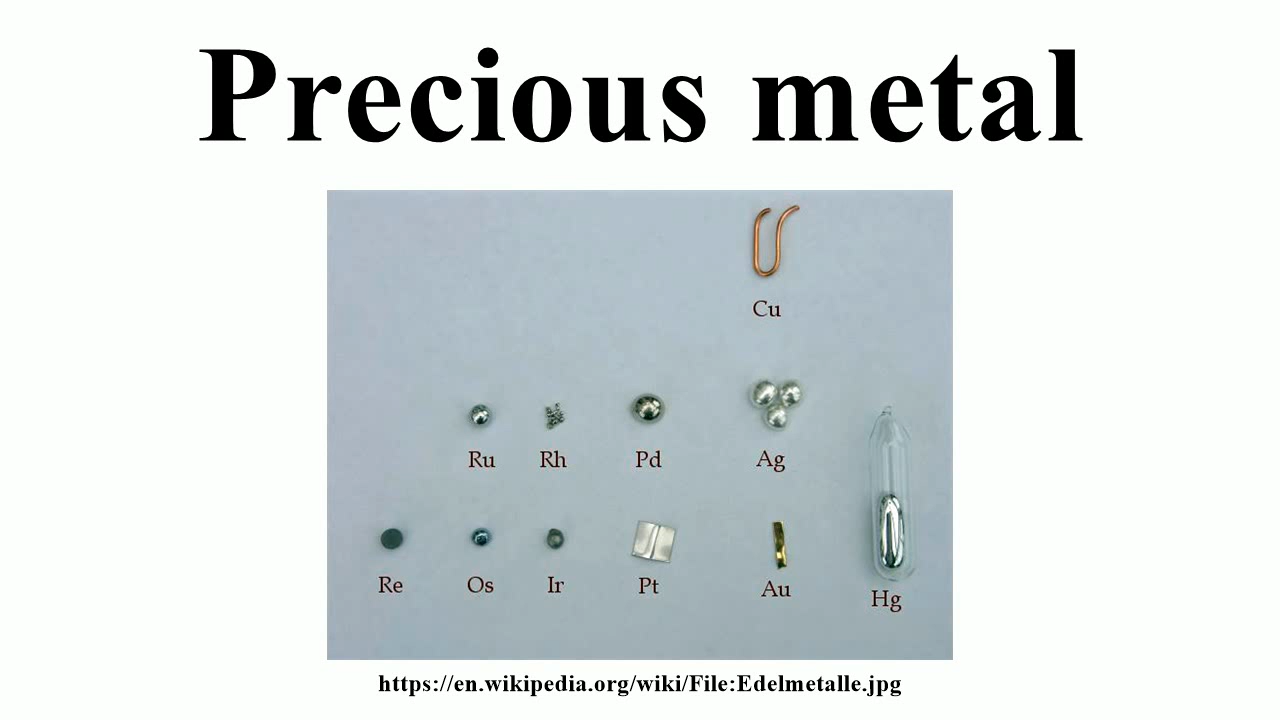 Precious metal
Cu
Ru Rh Pd Ag
Re Os Ir Pt Au Hg
https://en.wikipedia.org/wiki/File:Edelmetalle.jpg